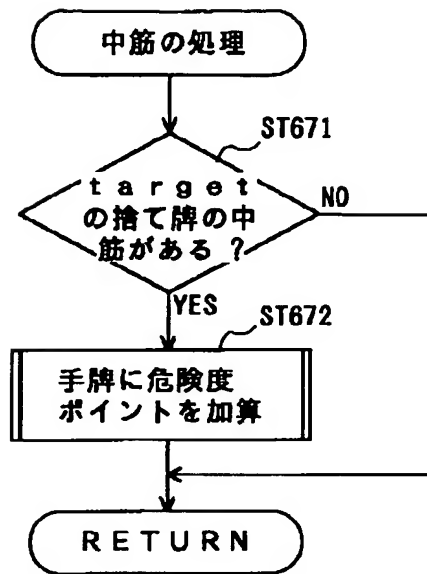 中筋の処理
ST671
target
の捨て牌の中
筋がある?
NO
YES
ST672
手牌に危険度
ポイントを加算
RETURN